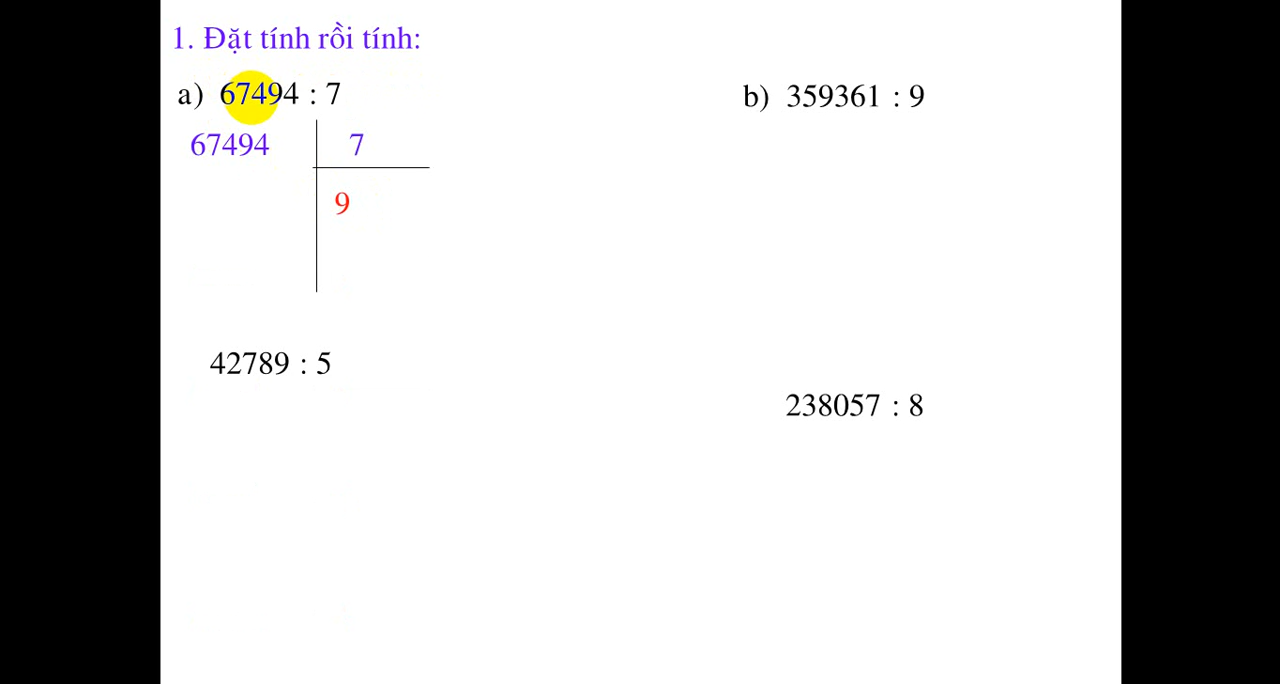 1. Đặt tính rồi tính:
a) 67494 : 7
67494 7
9
42789 : 5
b) 359361 : 9
238057 : 8